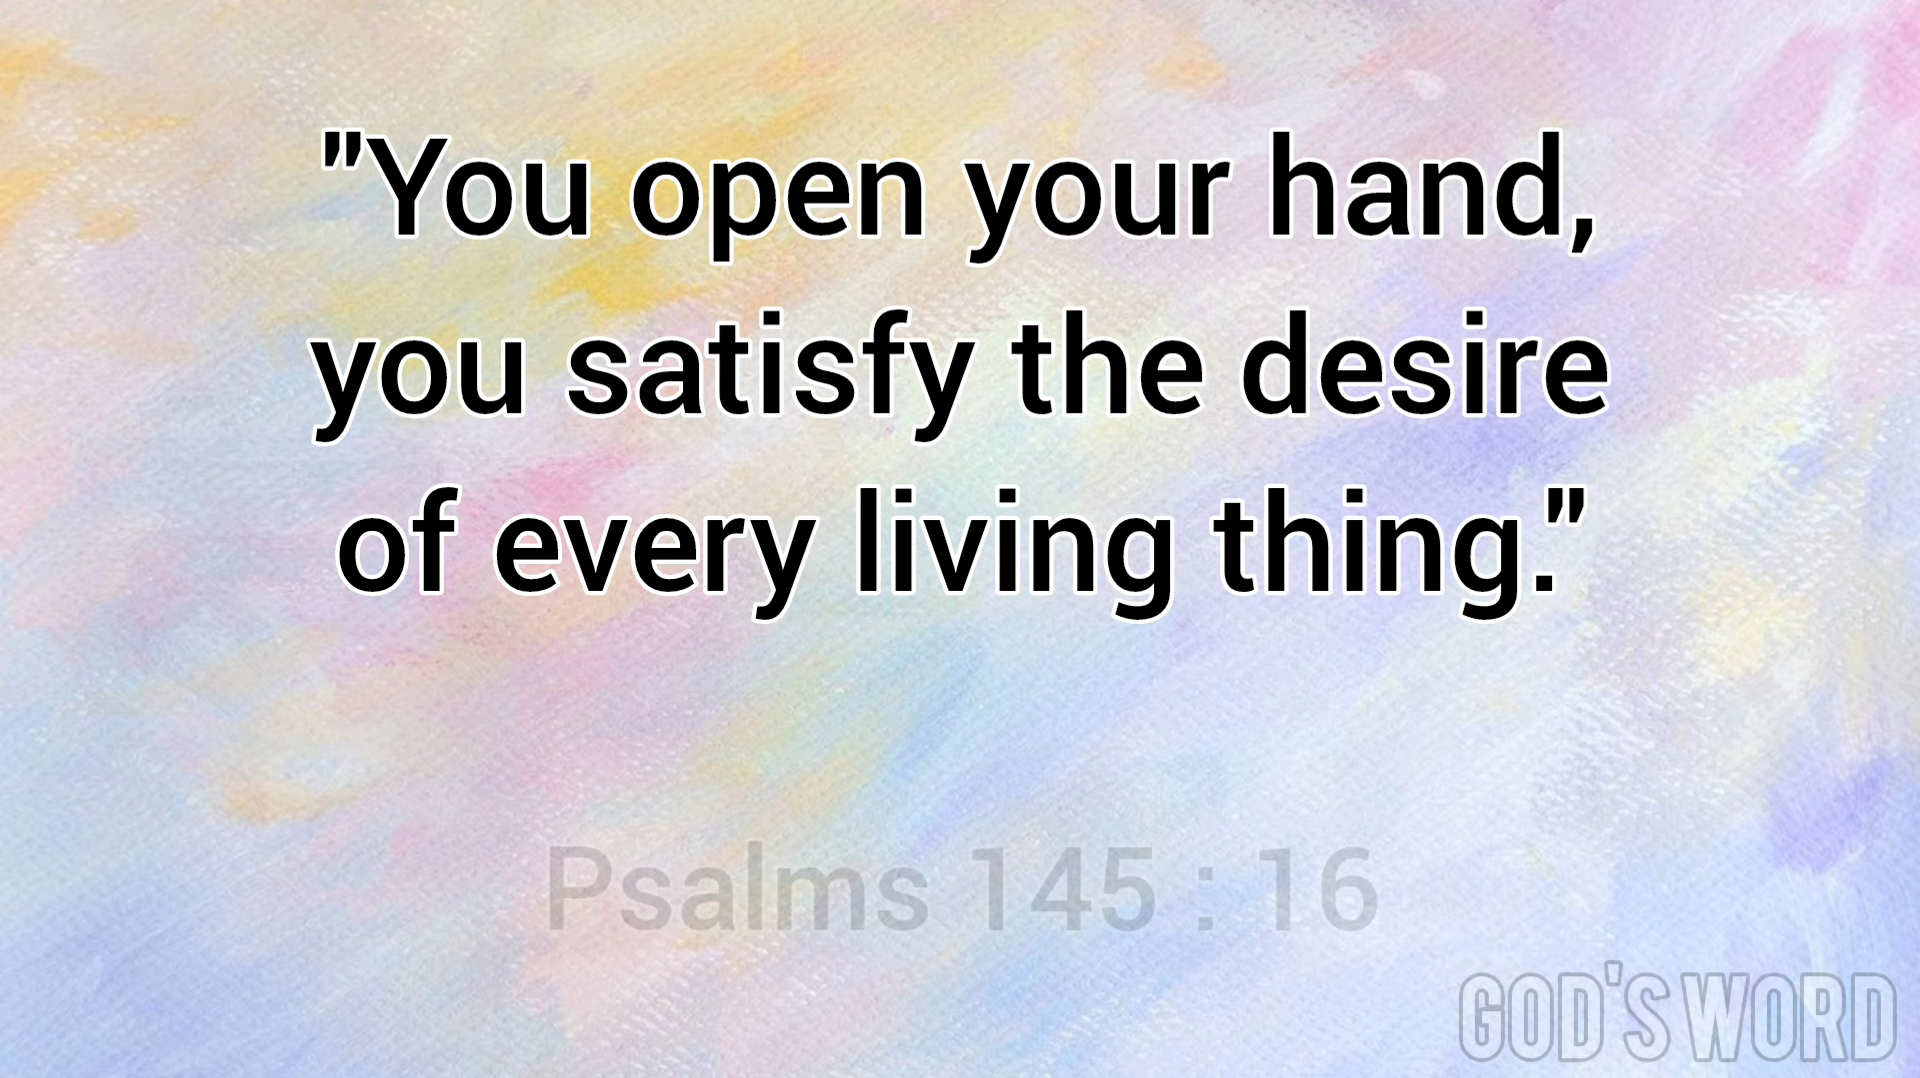 "You open your hand,
you satisfy the desire
of every living thing."
Psalms 145 : 16
GOD'S WORD